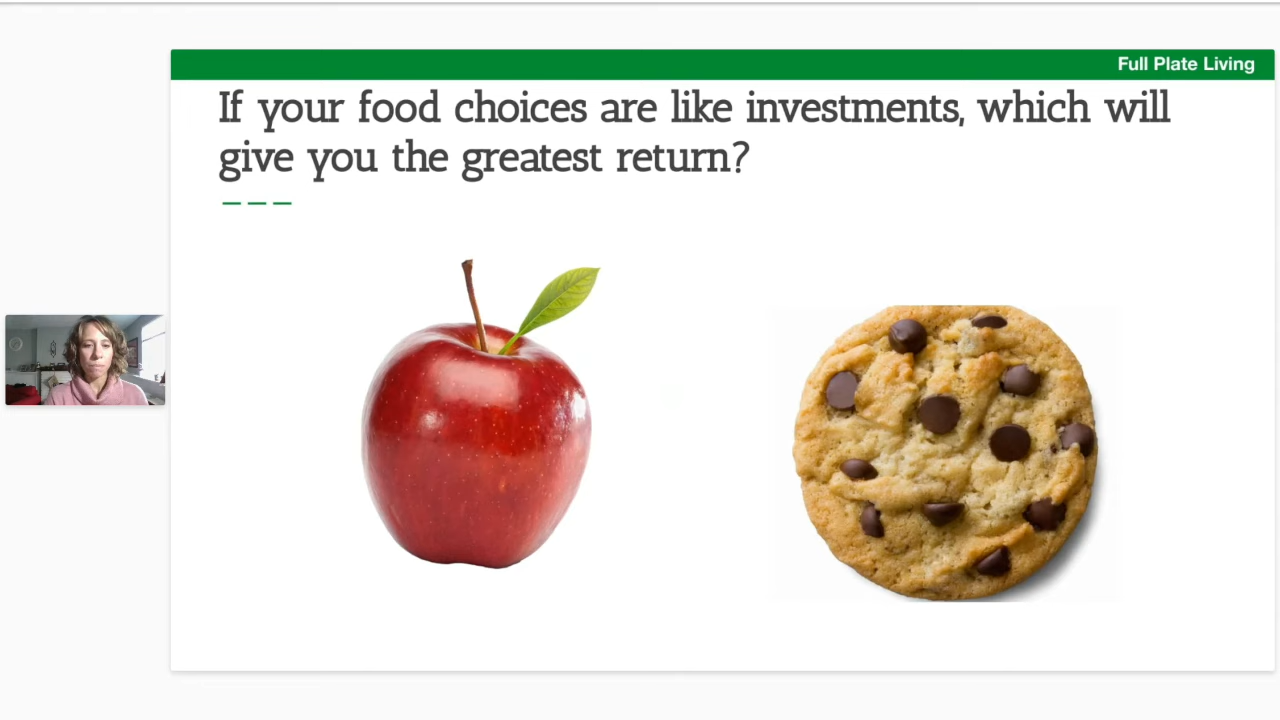 Full Plate Living
If your food choices are like investments, which will
give you the greatest return?